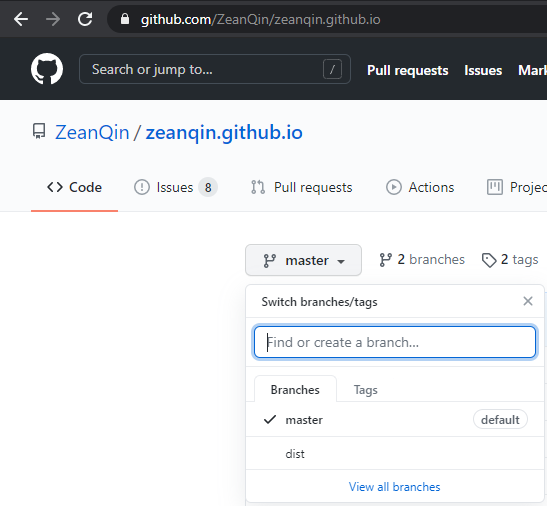 github.com/ZeanQin/zeanqin.github.io
Search or jump to... / Pull requests Issues Mar
ZeanQin / zeanqin.github.io
Code Issues 8 Pull requests Actions Projec
master 2 branches 2 tags
Switch branches/tags
Find or create a branch...
Branches Tags
master default
dist
View all branches